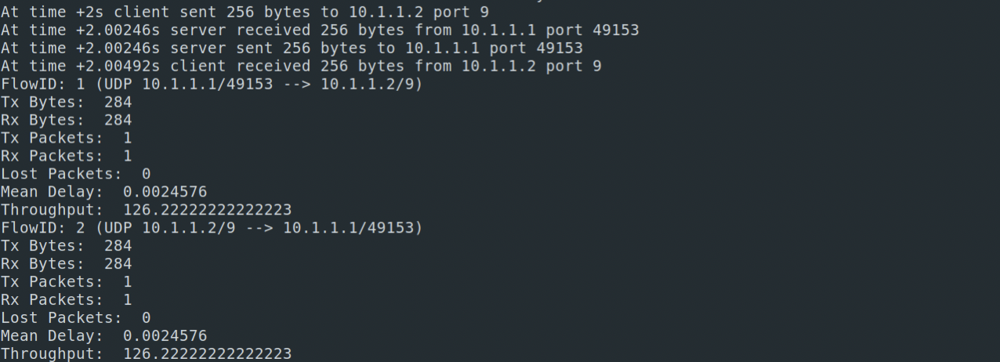 At time +2s client sent 256 bytes to 10.1.1.2 port 9
At time +2.00246s server received 256 bytes from 10.1.1.1 port 49153
At time +2.00246s server sent 256 bytes to 10.1.1.1 port 49153
At time +2.00492s client received 256 bytes from 10.1.1.2 port 9
FlowID: 1 (UDP 10.1.1.1/49153 --> 10.1.1.2/9)
Tx Bytes:  284
Rx Bytes:  284
Tx Packets:  1
Rx Packets:  1
Lost Packets:  0
Mean Delay:  0.0024576
Throughput:  126.22222222222223
FlowID: 2 (UDP 10.1.1.2/9 --> 10.1.1.1/49153)
Tx Bytes:  284
Rx Bytes:  284
Tx Packets:  1
Rx Packets:  1
Lost Packets:  0
Mean Delay:  0.0024576
Throughput:  126.22222222222223